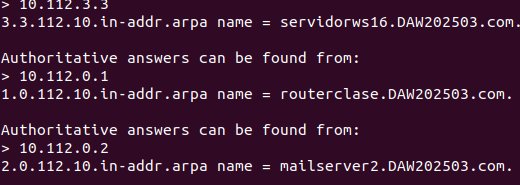 > 10.112.3.3
3.3.112.10.in-addr.arpa name = servidorws16.DAW202503.com.

Authoritative answers can be found from:
> 10.112.0.1
1.0.112.10.in-addr.arpa name = routerclase.DAW202503.com.

Authoritative answers can be found from:
> 10.112.0.2
2.0.112.10.in-addr.arpa name = mailserver2.DAW202503.com.